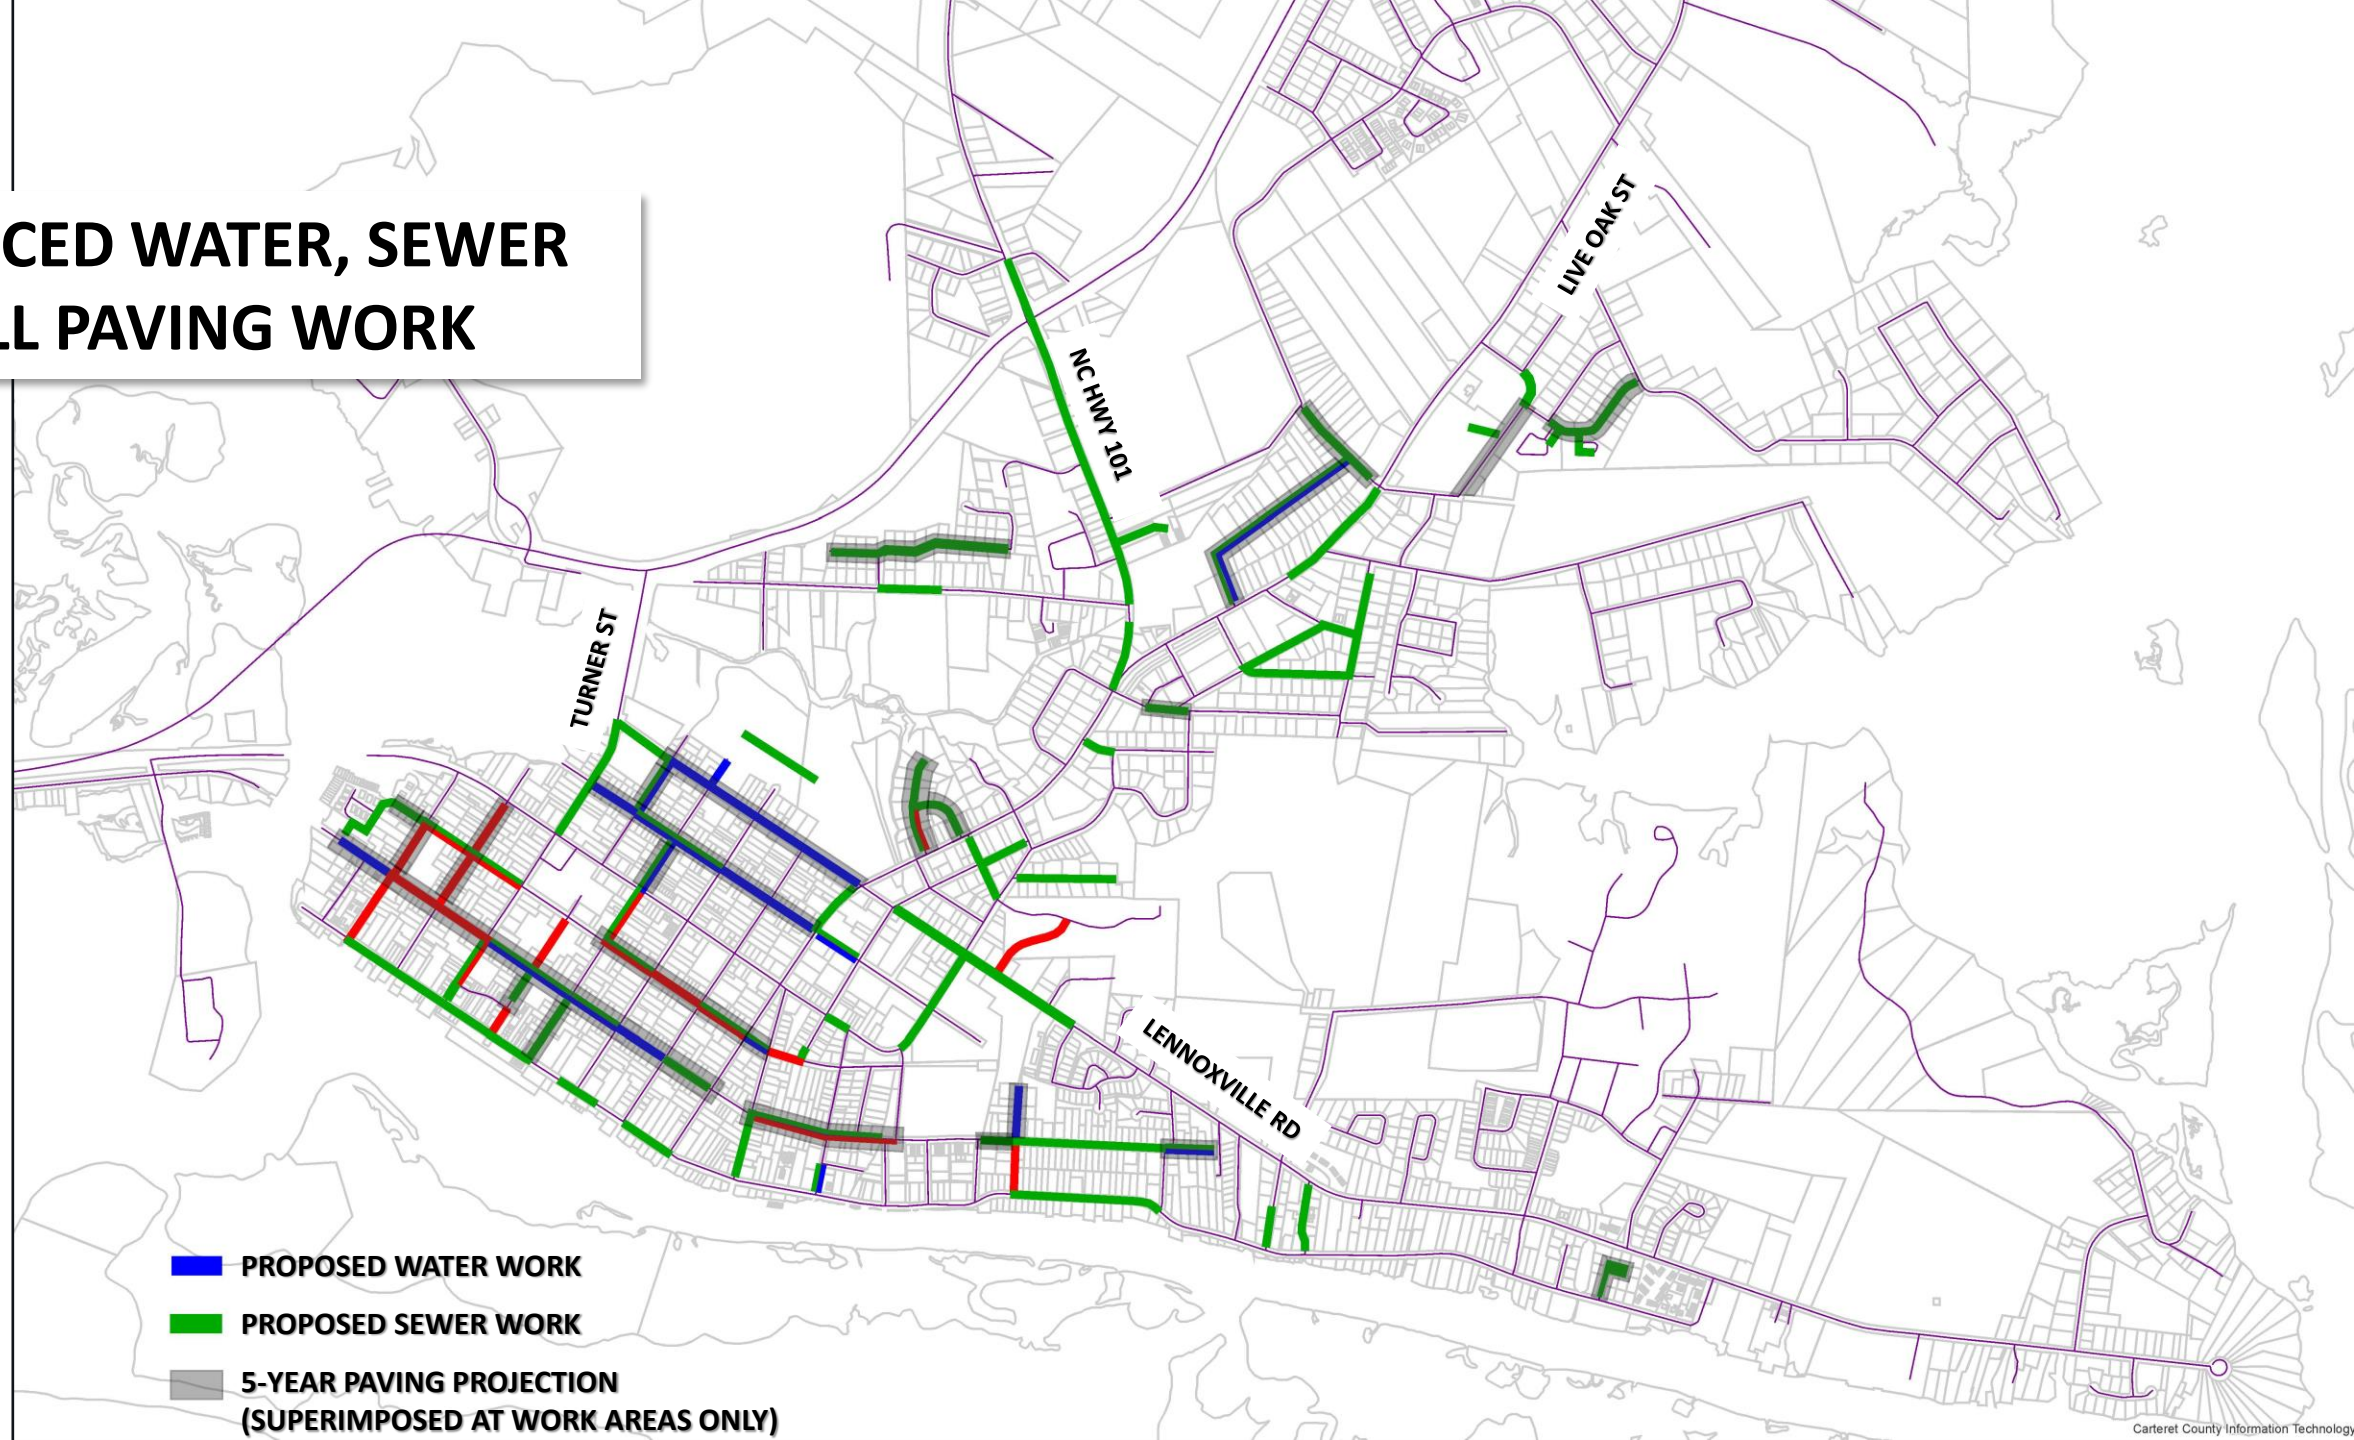 CED WATER, SEWER
LL PAVING WORK
LIVE OAK ST
NC HWY 101
TURNER ST
LENNOXVILLE RD
PROPOSED WATER WORK
PROPOSED SEWER WORK
5-YEAR PAVING PROJECTION
(SUPERIMPOSED AT WORK AREAS ONLY)
Carteret County Information Technology